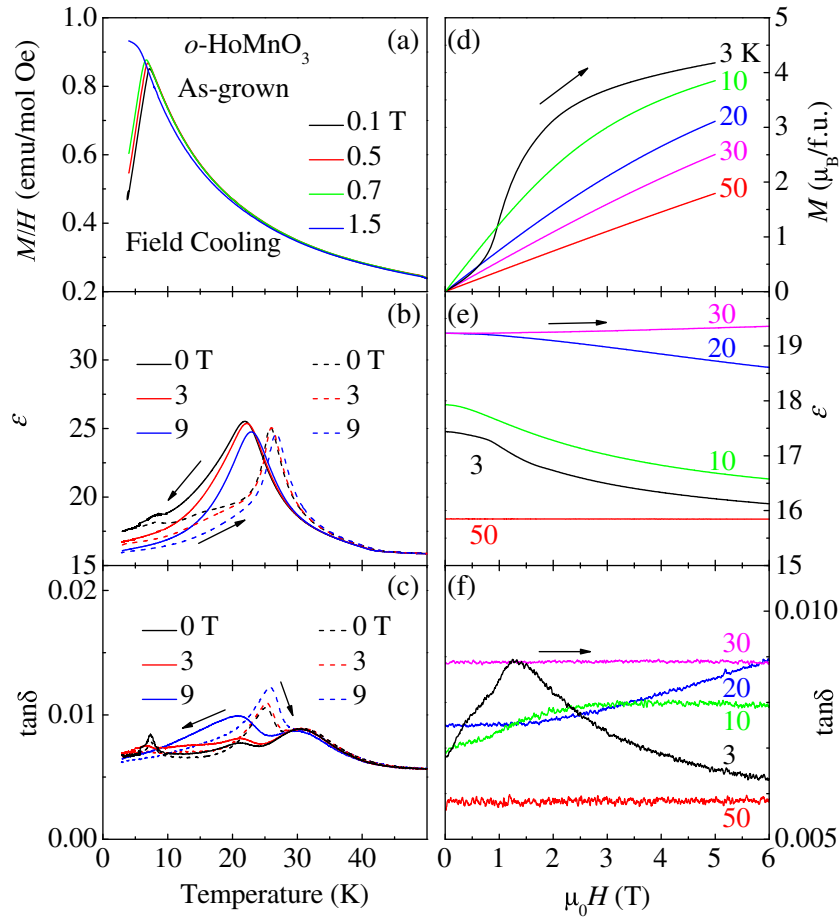 (a)
o-HoMnO3
As-grown
0.1 T
0.5
0.7
1.5
Field Cooling
M/H (emu/mol Oe)
1.0
0.8
0.6
0.4
0.2
(d)
3 K
10
20
30
50
M (μB/f.u.)
5
4
3
2
1
0
(b)
0 T
3
9
0 T
3
9
ε
30
25
20
15
(e)
30
20
10
3
50
ε
19
18
17
16
15
(c)
0 T
3
9
0 T
3
9
tanδ
0.02
0.01
0.00
0 10 20 30 40
Temperature (K)
(f)
30
20
10
3
50
tanδ
0.010
0.005
0 1 2 3 4 5 6
μ0H (T)